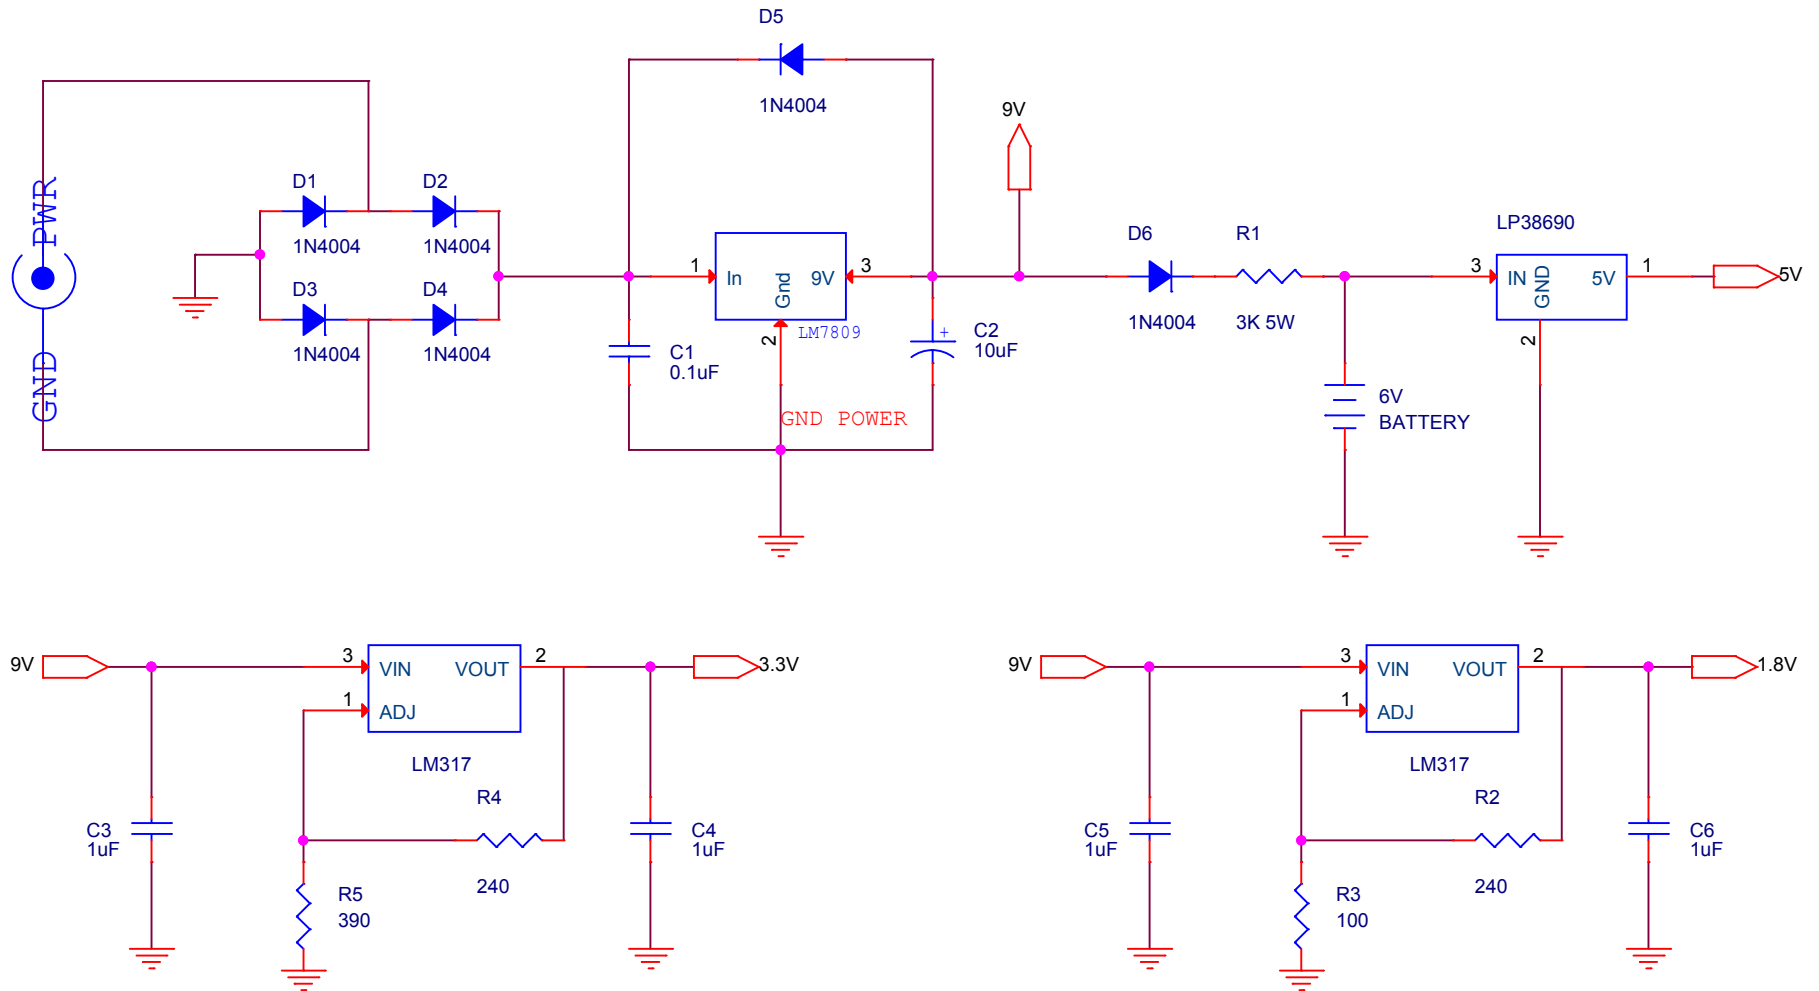 D5
1N4004
9V
PWR
GND
D1
1N4004
D2
1N4004
D3
1N4004
D4
1N4004
1
In
Gnd
9V
3
2
LM7809
C1
0.1uF
+
C2
10uF
GND POWER
D6
1N4004
R1
3K 5W
6V
BATTERY
LP38690
3
IN
GND
5V
1
2
5V
9V
3
VIN
VOUT
2
3.3V
1
ADJ
LM317
C3
1uF
R4
240
R5
390
C4
1uF
9V
3
VIN
VOUT
2
1.8V
1
ADJ
LM317
C5
1uF
R2
240
R3
100
C6
1uF